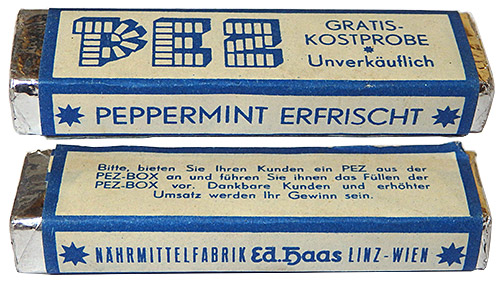 PEZ
GRATIS-
KOSTPROBE
*
Unverkäuflich
PEPPERMINT ERFRISCHT
Bitte, bieten Sie Ihren Kunden ein PEZ aus der
PEZ-BOX an und führen Sie ihnen das Füllen der
PEZ-BOX vor. Dankbare Kunden und erhöhter
Umsatz werden Ihr Gewinn sein.
NÄHRMITTELFABRIK Ed. Haas LINZ-WIEN